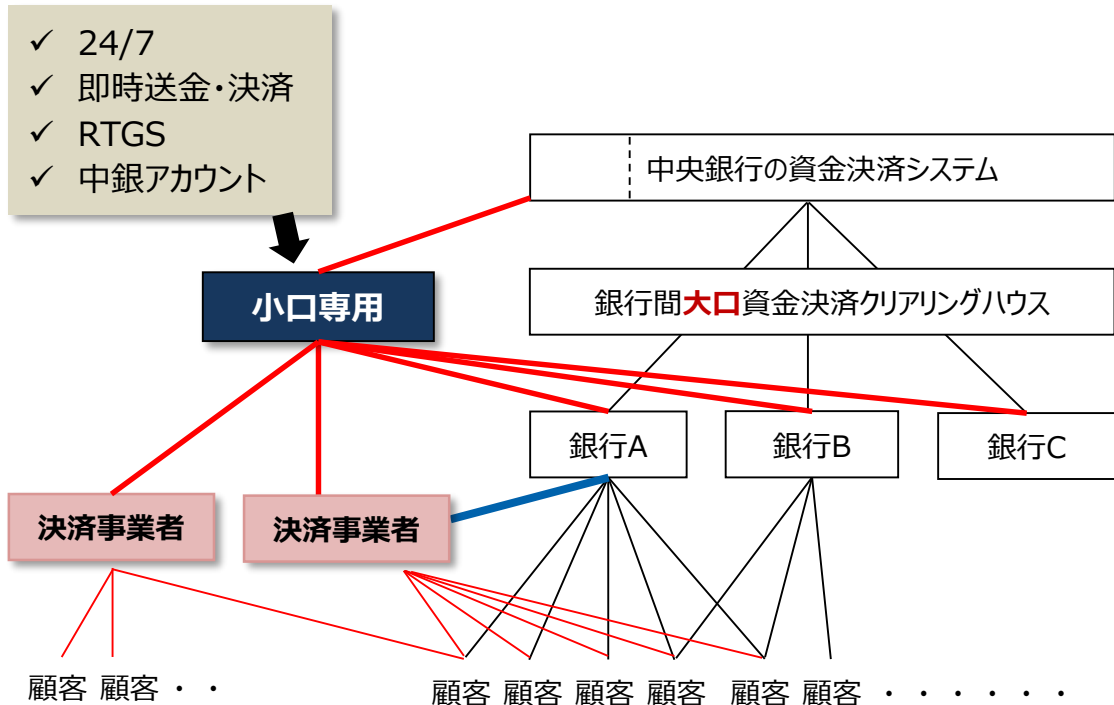 ✓ 24/7
✓ 即時送金・決済
✓ RTGS
✓ 中銀アカウント
中央銀行の資金決済システム
小口専用
銀行間大口資金決済クリアリングハウス
銀行A
銀行B
銀行C
決済事業者
決済事業者
顧客 顧客 ・ ・
顧客 顧客 顧客 顧客 顧客 顧客 ・ ・ ・ ・ ・ ・